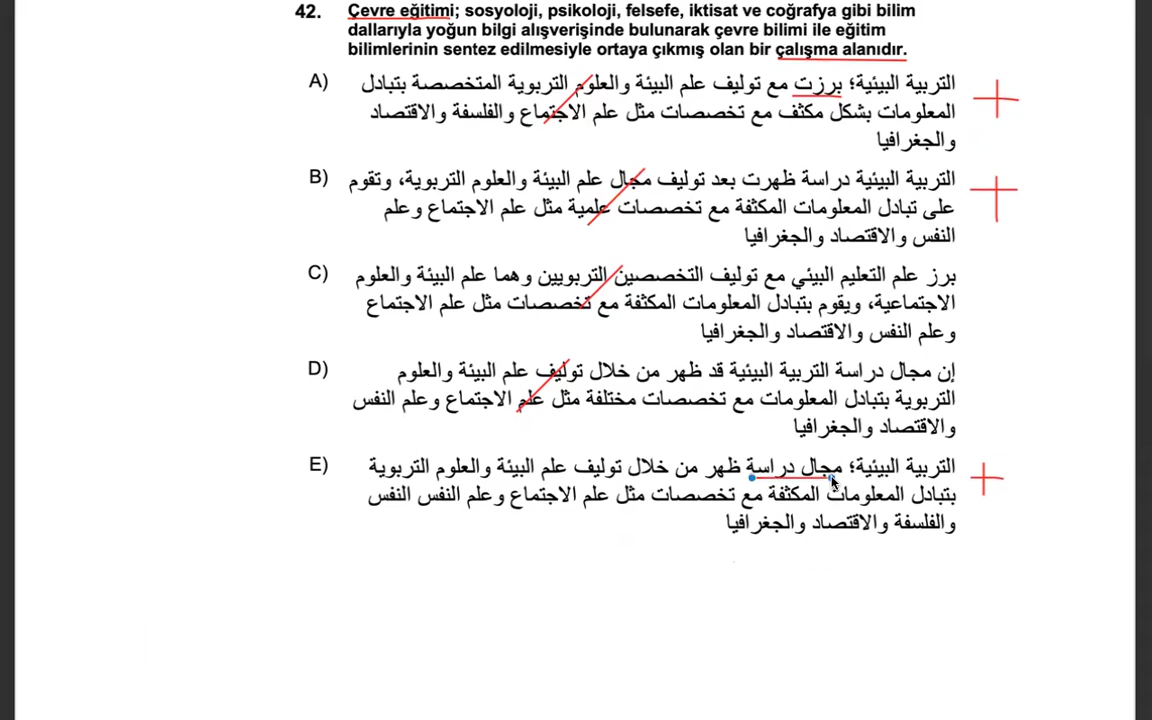 42. Çevre eğitimi; sosyoloji, psikoloji, felsefe, iktisat ve coğrafya gibi bilim
dallarıyla yoğun bilgi alışverişinde bulunarak çevre bilimi ile eğitim
bilimlerinin sentez edilmesiyle ortaya çıkmış olan bir çalışma alanıdır.
A) التربية البيئية؛ برزت مع توليف علم البيئة والعلوم التربوية المتخصصة بتبادل
المعلومات بشكل مكثف مع تخصصات مثل علم الاجتماع والفلسفة والاقتصاد
والجغرافيا
B) التربية البيئية دراسة ظهرت بعد توليف مجال علم البيئة والعلوم التربوية، وتقوم
على تبادل المعلومات المكثفة مع تخصصات علمية مثل علم الاجتماع وعلم
النفس والاقتصاد والجغرافيا
C) برز علم التعليم البيئي مع توليف التخصصين التربويين وهما علم البيئة والعلوم
الاجتماعية، ويقوم بتبادل المعلومات المكثفة مع تخصصات مثل علم الاجتماع
وعلم النفس والاقتصاد والجغرافيا
D) إن مجال دراسة التربية البيئية قد ظهر من خلال توليف علم البيئة والعلوم
التربوية بتبادل المعلومات مع تخصصات مختلفة مثل علم الاجتماع وعلم النفس
والاقتصاد والجغرافيا
E) التربية البيئية؛ مجال دراسة ظهر من خلال توليف علم البيئة والعلوم التربوية
بتبادل المعلومات المكثفة مع تخصصات مثل علم الاجتماع وعلم النفس النفس
والفلسفة والاقتصاد والجغرافيا